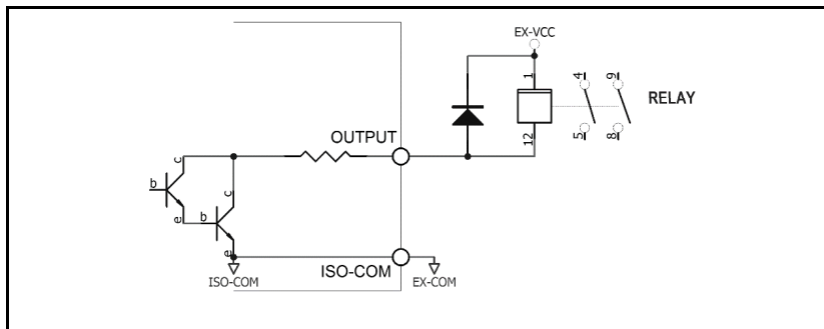 EX-VCC
1
4
9
RELAY
OUTPUT
12
5
8
c
b
c
e
b
e
ISO-COM
ISO-COM
EX-COM